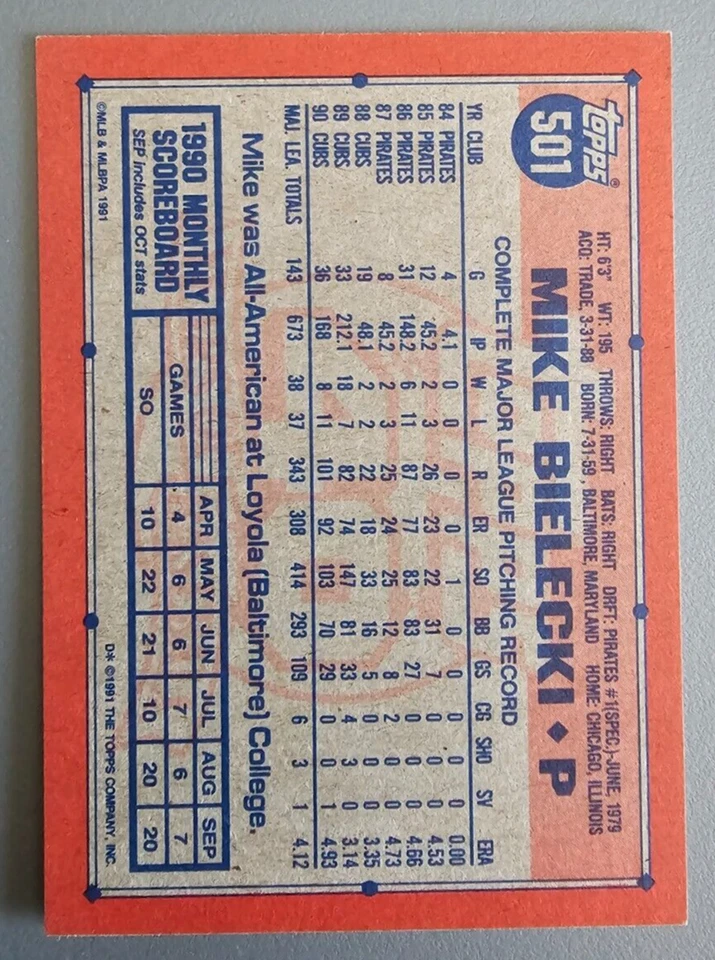 topps®
501
HT: 6'3" WT: 195 THROWS: RIGHT BATS: RIGHT DRFT: PIRATES #1(SPEC.)-JUNE, 1979
ACQ: TRADE, 3-31-88 BORN: 7-31-59, BALTIMORE, MARYLAND HOME: CHICAGO, ILLINOIS
MIKE BIELECKI ♦ P
COMPLETE MAJOR LEAGUE PITCHING RECORD
YR CLUB G IP W L R ER SO BB GS CG SHO SV ERA
84 PIRATES 4 4.1 0 0 0 0 1 0 0 0 0 0 0.00
85 PIRATES 12 45.2 2 3 26 23 22 31 7 0 0 0 4.53
86 PIRATES 31 148.2 6 11 87 77 83 83 27 0 0 0 4.66
87 PIRATES 8 45.2 2 3 25 24 25 12 8 2 0 0 4.73
88 CUBS 19 48.1 2 2 22 18 33 16 5 0 0 0 3.35
89 CUBS 33 212.1 18 7 82 74 147 81 33 4 3 0 3.14
90 CUBS 36 168 8 11 101 92 103 70 29 0 0 1 4.93
MAJ. LEA. TOTALS 143 673 38 37 343 308 414 293 109 6 3 1 4.12
Mike was All-American at Loyola (Baltimore) College.
1990 MONTHLY
SCOREBOARD
SEP includes OCT stats
APR MAY JUN JUL AUG SEP
GAMES 4 6 6 7 6 7
SO 10 22 21 10 20 20
©MLB & MLBPA 1991
D* ©1991 THE TOPPS COMPANY, INC.